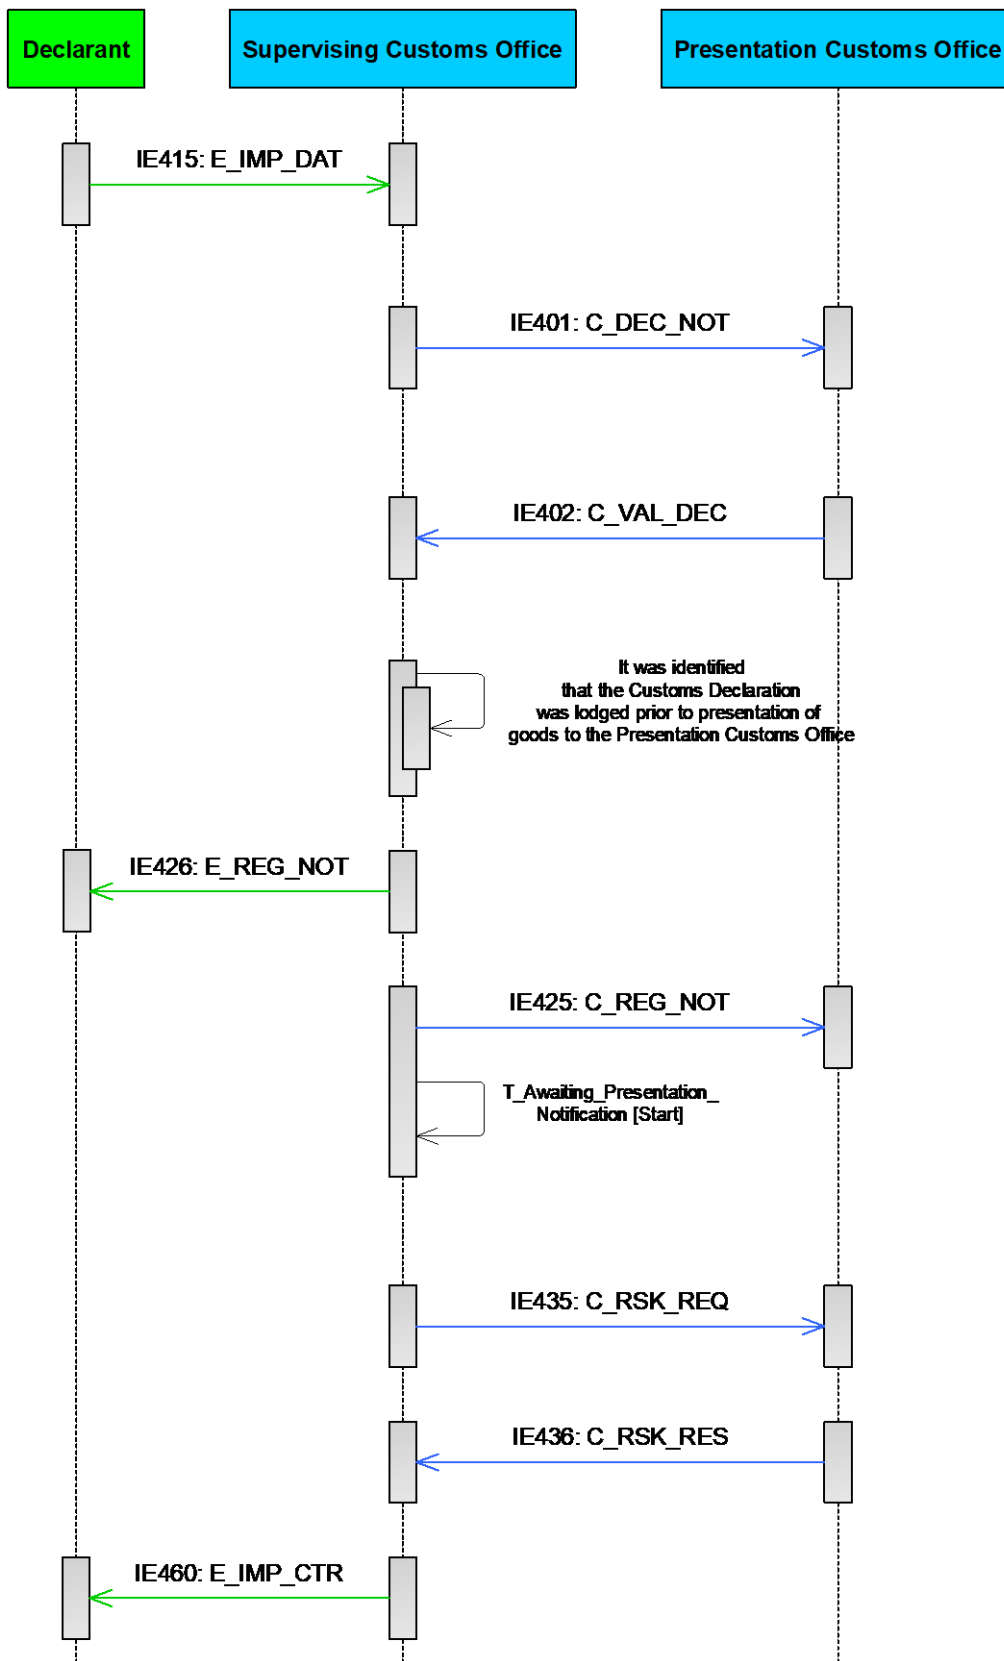 Declarant
Supervising Customs Office
Presentation Customs Office
IE415: E_IMP_DAT
IE401: C_DEC_NOT
IE402: C_VAL_DEC
It was identified
that the Customs Declaration
was lodged prior to presentation of
goods to the Presentation Customs Office
IE426: E_REG_NOT
IE425: C_REG_NOT
T_Awaiting_Presentation_
Notification [Start]
IE435: C_RSK_REQ
IE436: C_RSK_RES
IE460: E_IMP_CTR